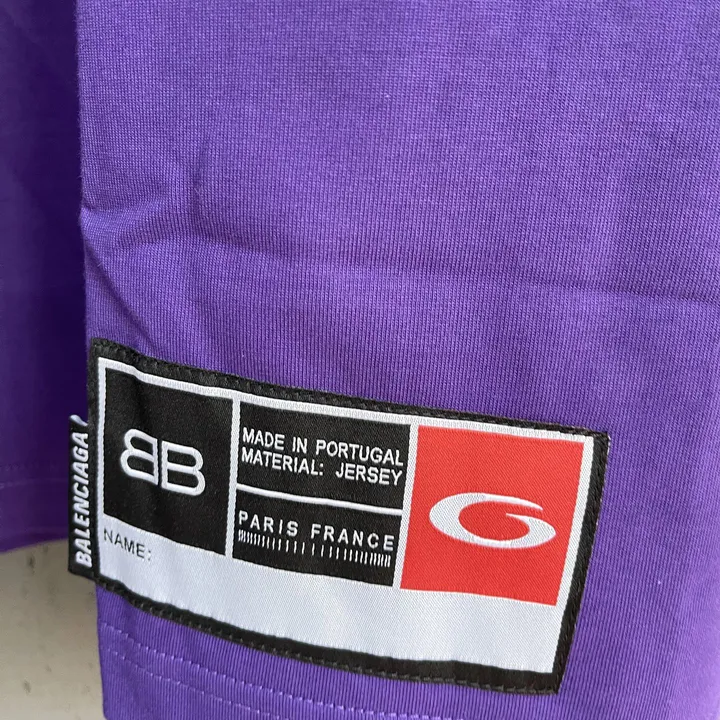 BB
MADE IN PORTUGAL
MATERIAL: JERSEY
PARIS FRANCE
NAME:
BALENCIAGA